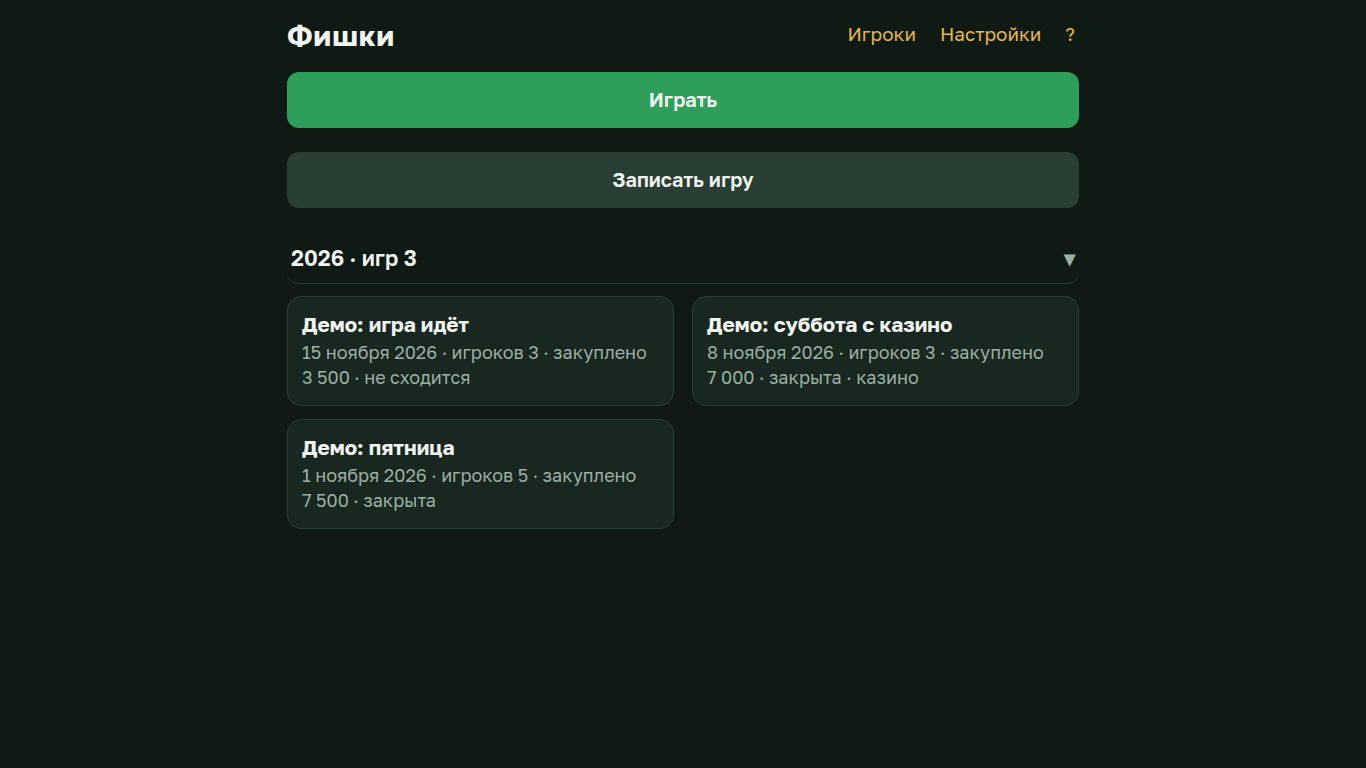 Фишки
Игроки Настройки ?
Играть
Записать игру
2026 · игр 3 ▼
Демо: игра идёт
15 ноября 2026 · игроков 3 · закуплено
3 500 · не сходится
Демо: суббота с казино
8 ноября 2026 · игроков 3 · закуплено
7 000 · закрыта · казино
Демо: пятница
1 ноября 2026 · игроков 5 · закуплено
7 500 · закрыта